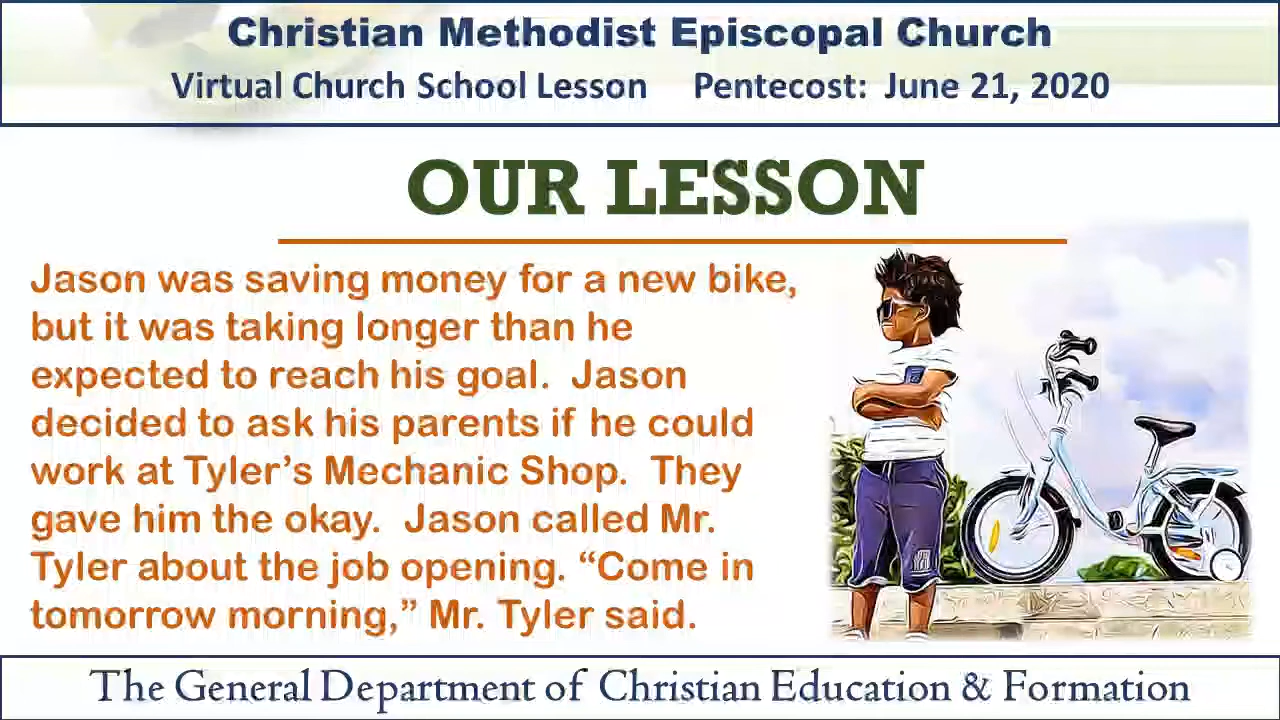 Christian Methodist Episcopal Church
Virtual Church School Lesson Pentecost: June 21, 2020
OUR LESSON
Jason was saving money for a new bike,
but it was taking longer than he
expected to reach his goal. Jason
decided to ask his parents if he could
work at Tyler’s Mechanic Shop. They
gave him the okay. Jason called Mr.
Tyler about the job opening. “Come in
tomorrow morning,” Mr. Tyler said.
The General Department of Christian Education & Formation